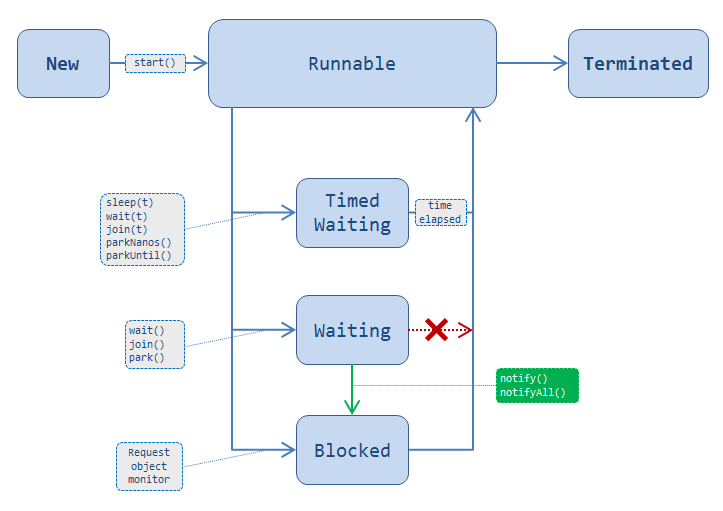 New
start()
Runnable
Terminated
sleep(t)
wait(t)
join(t)
parkNanos()
parkUntil()
Timed
Waiting
time
elapsed
wait()
join()
park()
Waiting
notify()
notifyAll()
Request
object
monitor
Blocked